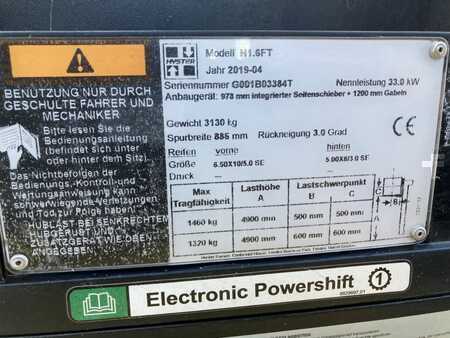 BENUTZUNG NUR DURCH
GESCHULTE FAHRER UND
MECHANIKER
Bitte lesen Sie die
Bedienungsanleitung
(befindet sich unter
oder hinter dem Sitz).
Das Nichtbefolgen der
Bedienungs, Kontroll-und
Wartungsanweisung kann
schwierwiegende Verletzungen
und Tod zur Folge haben!
HUBLAST BEI SENKRECHTEM
ZUSATZGERÄT WIE OBEN
ANGEGEBEN.
HYSTER
Modell H1.6FT
Jahr 2019-04
Seriennummer G001B03384T Nennleistung 33.0 kW
Anbaugerät: 973 mm integrierter Seitenschieber + 1200 mm Gabeln
Gewicht 3130 kg
Spurbreite 885 mm Rückneigung 3.0 Grad
CE
Reifen vorne hinten
Größe 6.50X10/5.0 SE 5.00X8/3.0 SE
Druck --- ---
Max Tragfähigkeit Lasthöhe A Lastschwerpunkt B C
1460 kg 4900 mm 500 mm 500 mm
1320 kg 4900 mm 600 mm 600 mm
C
B
A
Electronic Powershift 1